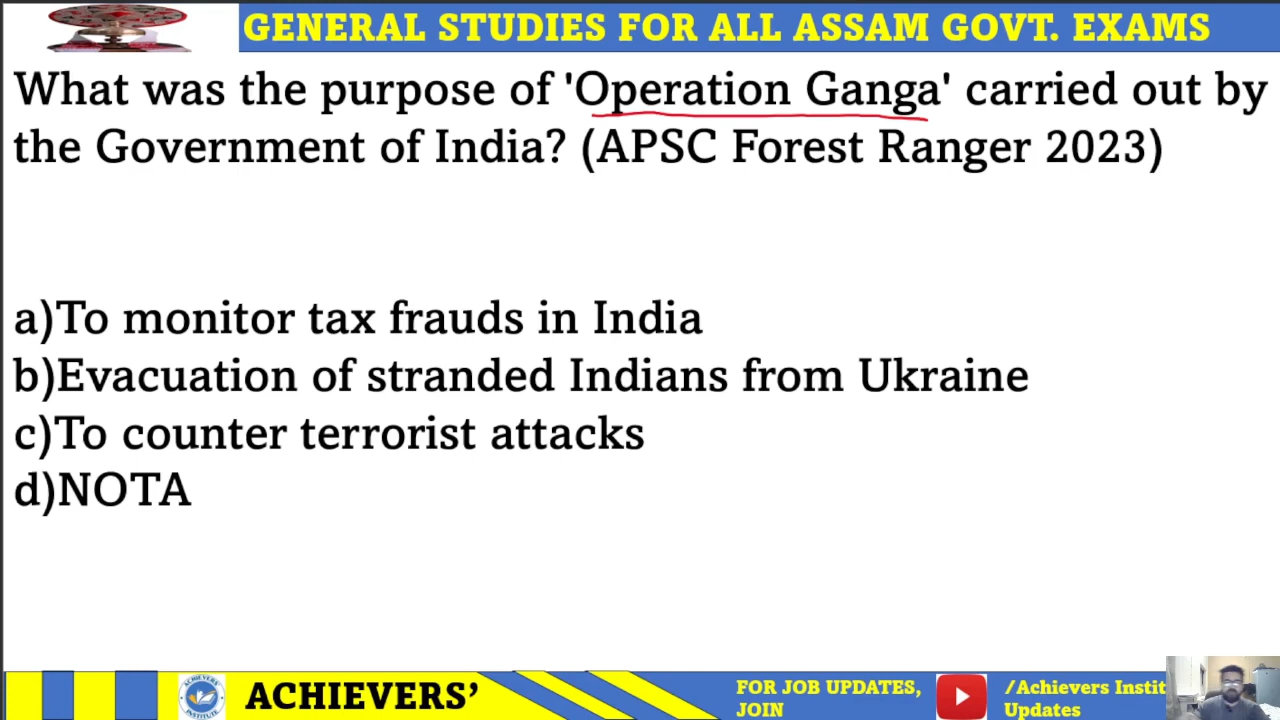 GENERAL STUDIES FOR ALL ASSAM GOVT. EXAMS
What was the purpose of 'Operation Ganga' carried out by
the Government of India? (APSC Forest Ranger 2023)
a)To monitor tax frauds in India
b)Evacuation of stranded Indians from Ukraine
c)To counter terrorist attacks
d)NOTA
ACHIEVERS
INSTITUTE
ACHIEVERS’
FOR JOB UPDATES,
JOIN
/Achievers Instit
Updates